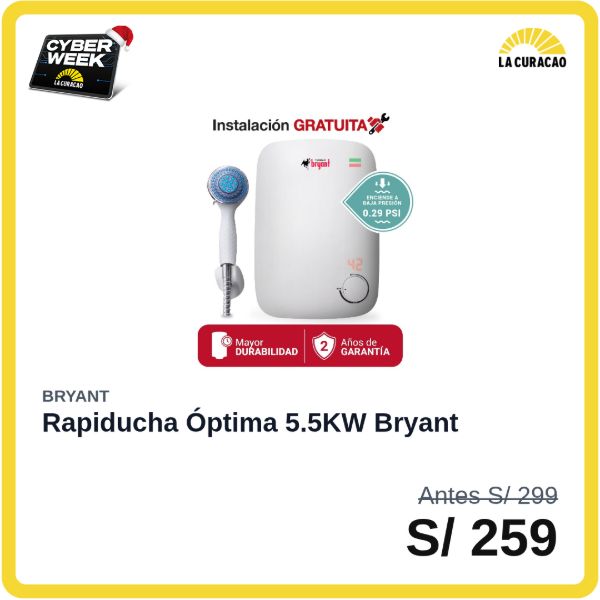 CYBER
WEEK
LA CURACAO
LA CURACAO
Instalación GRATUITA
bryant
ENCIENDE A
BAJA PRESIÓN
0.29 PSI
42
Mayor
DURABILIDAD
2
Años de
GARANTÍA
BRYANT
Rapiducha Óptima 5.5KW Bryant
Antes S/ 299
S/ 259